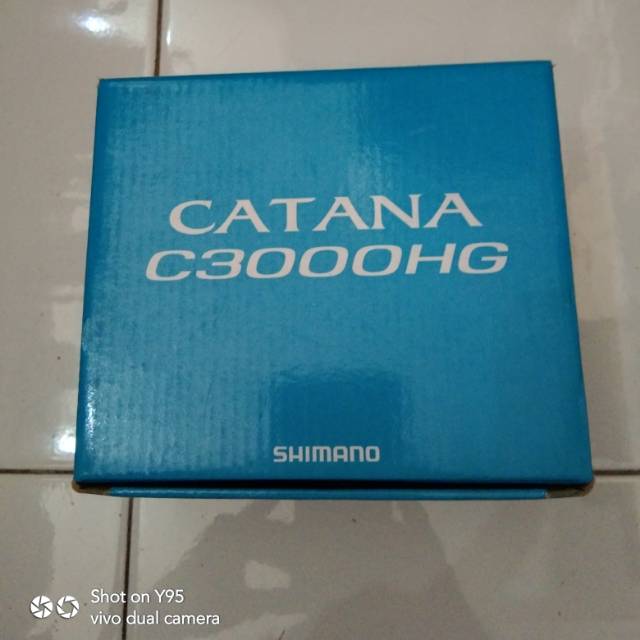 CATANA
C3000HG
SHIMANO
Shot on Y95
vivo dual camera